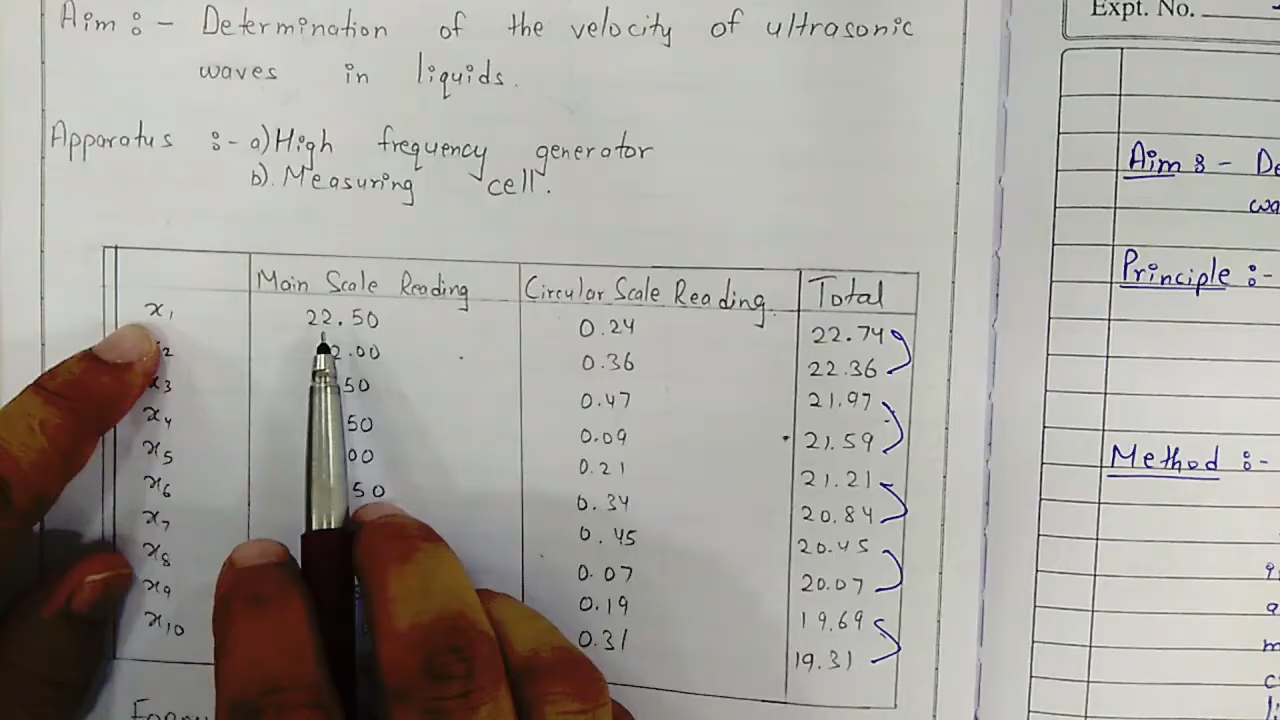 Aim :- Determination of the velocity of ultrasonic
waves in liquids.
Apparatus :- a) High frequency generator
b). Measuring cell.
Main Scale Reading Circular Scale Reading. Total
x1 22.50 0.24 22.74
2.00 0.36 22.36
x3 50 0.47 21.97
x4 50 0.09 21.59
x5 00 0.21 21.21
x6 50 0.34 20.84
x7 0.45 20.45
x8 0.07 20.07
x9 0.19 19.69
x10 0.31 19.31
Expt. No.
Aim :- De
wa
Principle :-
Method :-